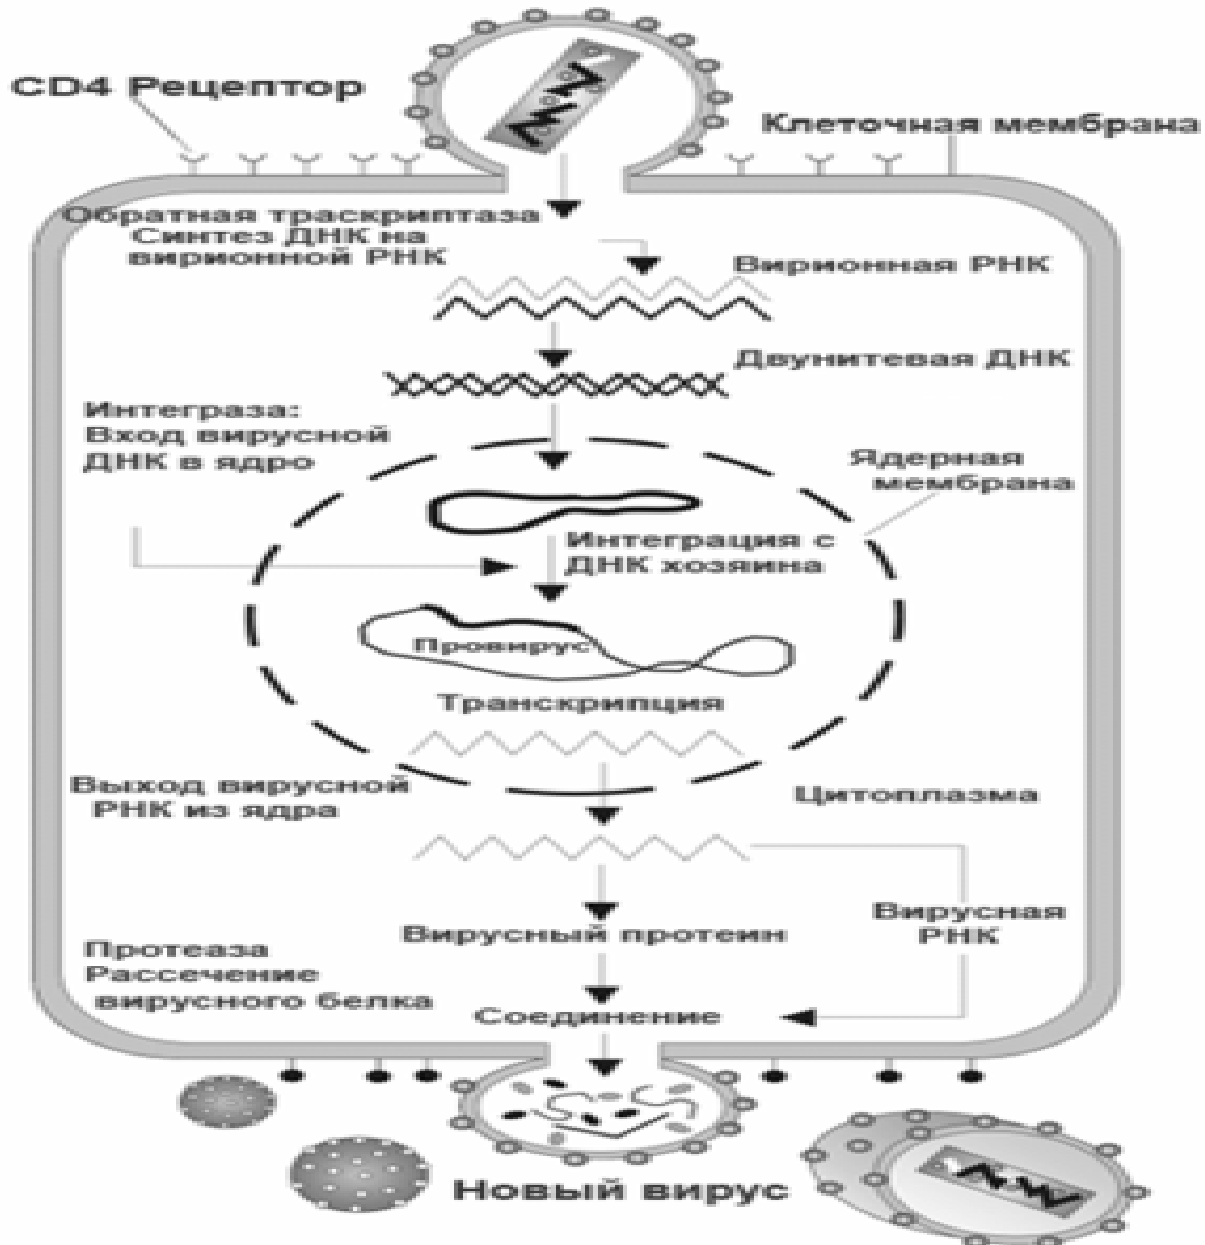 CD4 Рецептор
Клеточная мембрана
Обратная траскриптаза
Синтез ДНК на
вирионной РНК
Вирионная РНК
Двунитевая ДНК
Интеграза:
Вход вирусной
ДНК в ядро
Ядерная
мембрана
Интеграция с
ДНК хозяина
Провирус
Транскрипция
Выход вирусной
РНК из ядра
Цитоплазма
Вирусная
РНК
Вирусный протеин
Протеаза
Рассечение
вирусного белка
Соединение
Новый вирус